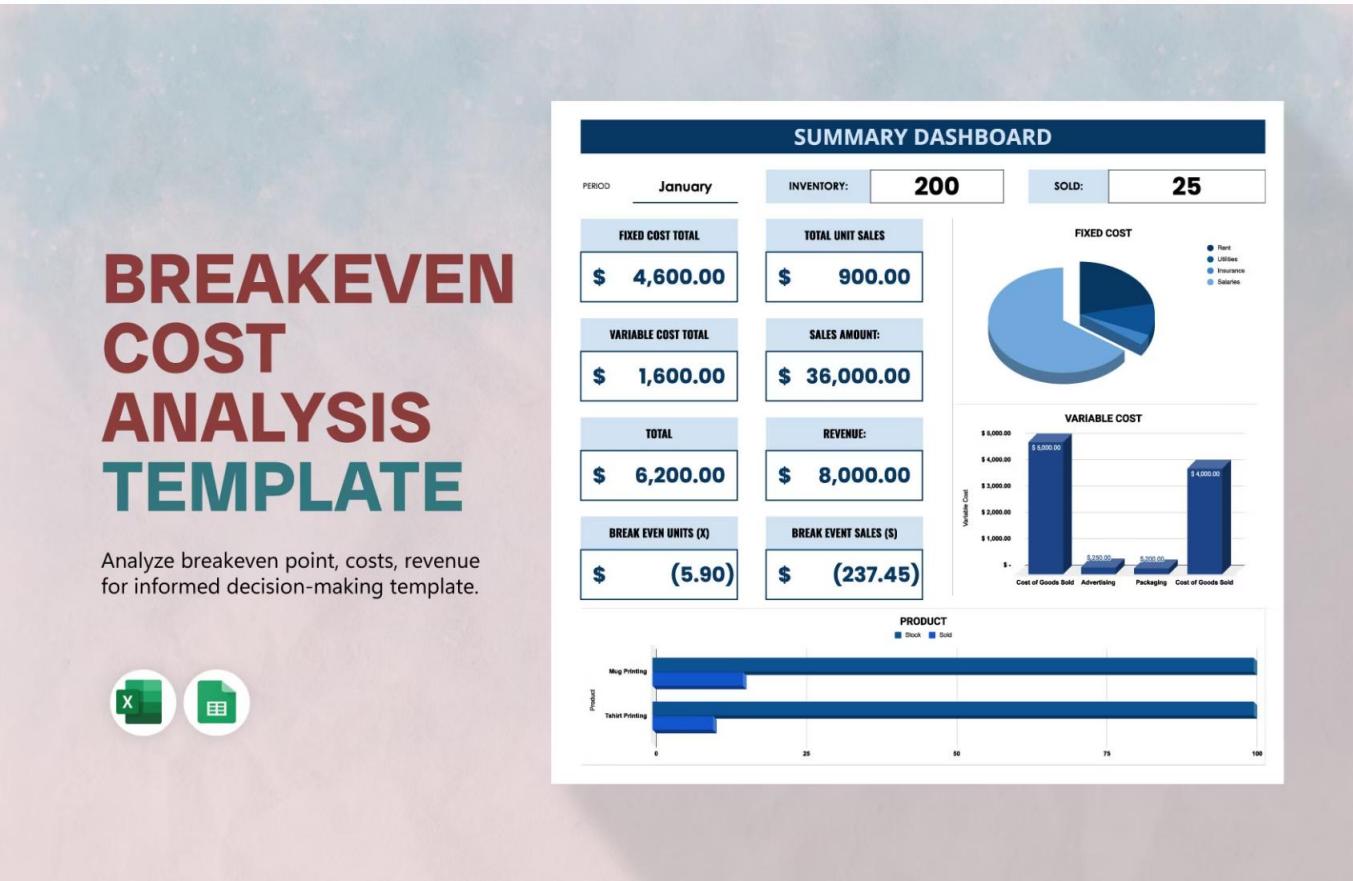 BREAKEVEN
COST
ANALYSIS
TEMPLATE
Analyze breakeven point, costs, revenue
for informed decision-making template.
X
SUMMARY DASHBOARD
PERIOD January INVENTORY: 200 SOLD: 25
FIXED COST TOTAL
$ 4,600.00
TOTAL UNIT SALES
$ 900.00
VARIABLE COST TOTAL
$ 1,600.00
SALES AMOUNT:
$ 36,000.00
TOTAL
$ 6,200.00
REVENUE:
$ 8,000.00
BREAK EVEN UNITS (X)
$ (5.90)
BREAK EVENT SALES (S)
$ (237.45)
FIXED COST
Rent
Utilities
Insurance
Salaries
VARIABLE COST
Variable Cost
$ 5,000.00
$ 4,000.00
$ 3,000.00
$ 2,000.00
$ 1,000.00
$ -
$ 5,000.00
$ 250.00
$ 200.00
$ 4,000.00
Cost of Goods Sold Advertising Packaging Cost of Goods Sold
PRODUCT
Stock Sold
Product
Mug Printing
Tshirt Printing
0 25 50 75 100